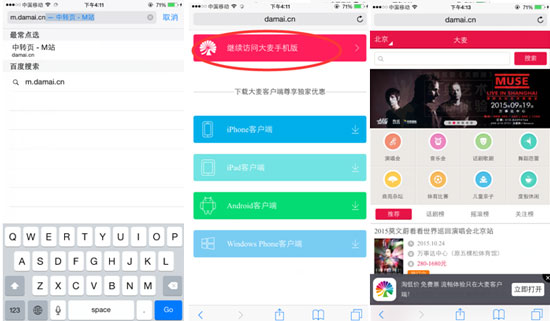 中国移动 下午4:11 71%
m.damai.cn — 中转页 - M站
取消
最常点选
中转页 - M站
damai.cn
百度搜索
m.damai.cn
Q W E R T Y U I O P
A S D F G H J K L
Z X C V B N M
123 space Go
中国移动 下午4:11 71%
damai.cn
继续访问大麦手机版
下载大麦客户端尊享独家优惠
iPhone客户端
iPad客户端
Android客户端
Windows Phone客户端
中国移动 下午4:13 71%
damai.cn
北京 大麦
搜索
MUSE
LIVE IN SHANGHAI
2015年09月19日
演唱会 音乐会 话剧歌剧 舞蹈芭蕾
曲苑杂坛 体育比赛 儿童亲子 度假休闲
推荐 话剧榜 摇滚榜 关注榜
2015莫文蔚看看世界巡回演唱会北京站
2015.10.24
万事达中心（原五棵松体育馆）
280-1680元
淘低价 免费票 流畅体验只在大麦客户端！
立即打开